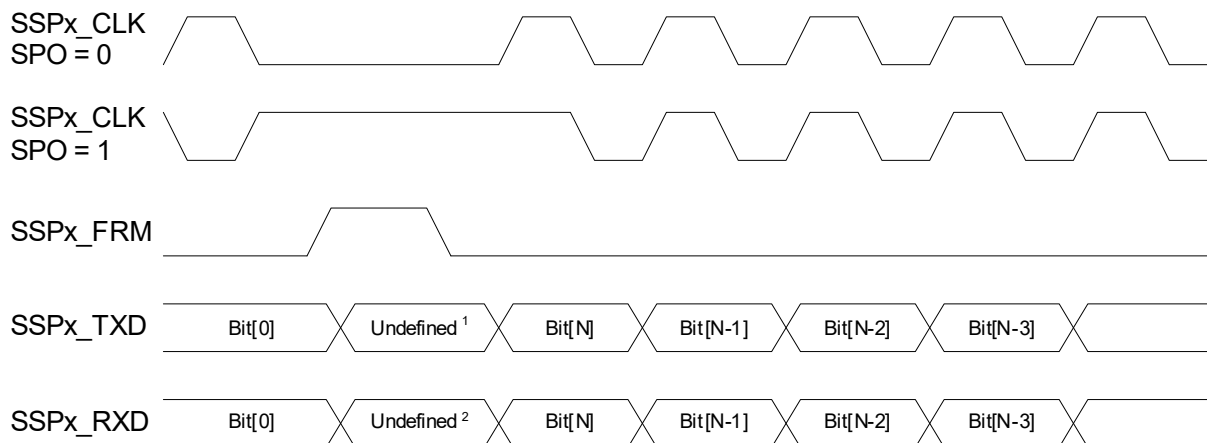 SSPx_CLK
SPO = 0
SSPx_CLK
SPO = 1
SSPx_FRM
SSPx_TXD Bit[0] Undefined 1 Bit[N] Bit[N-1] Bit[N-2] Bit[N-3]
SSPx_RXD Bit[0] Undefined 2 Bit[N] Bit[N-1] Bit[N-2] Bit[N-3]